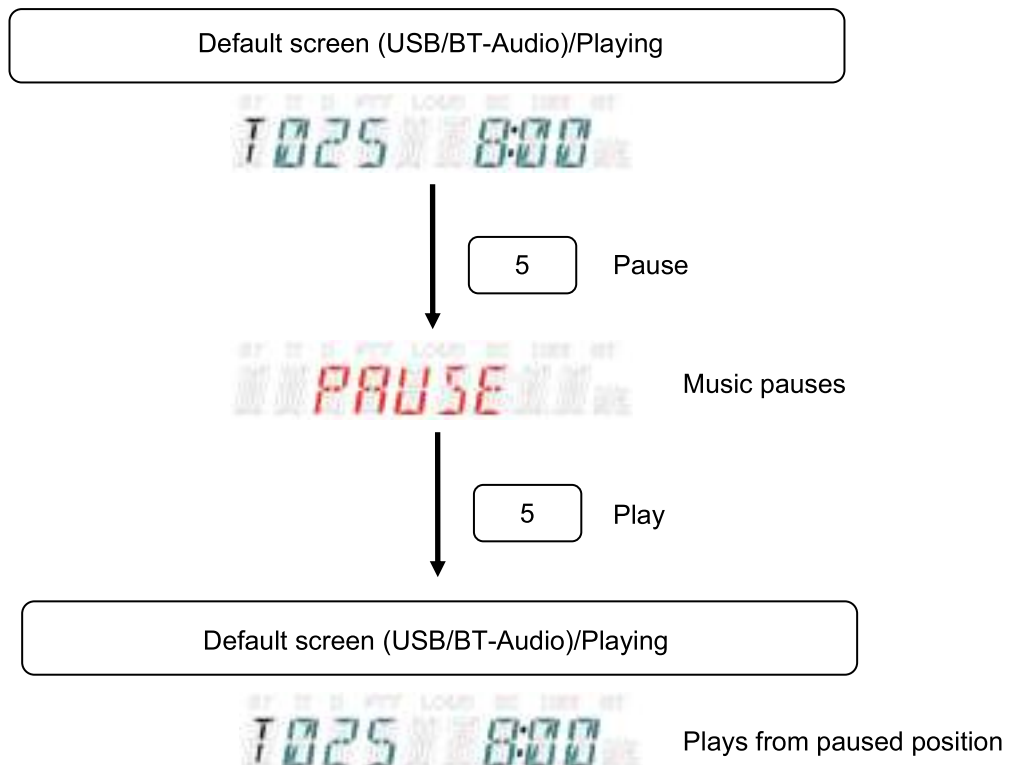 Default screen (USB/BT-Audio)/Playing
T025 8:00
5 Pause
PAUSE Music pauses
5 Play
Default screen (USB/BT-Audio)/Playing
T025 8:00 Plays from paused position